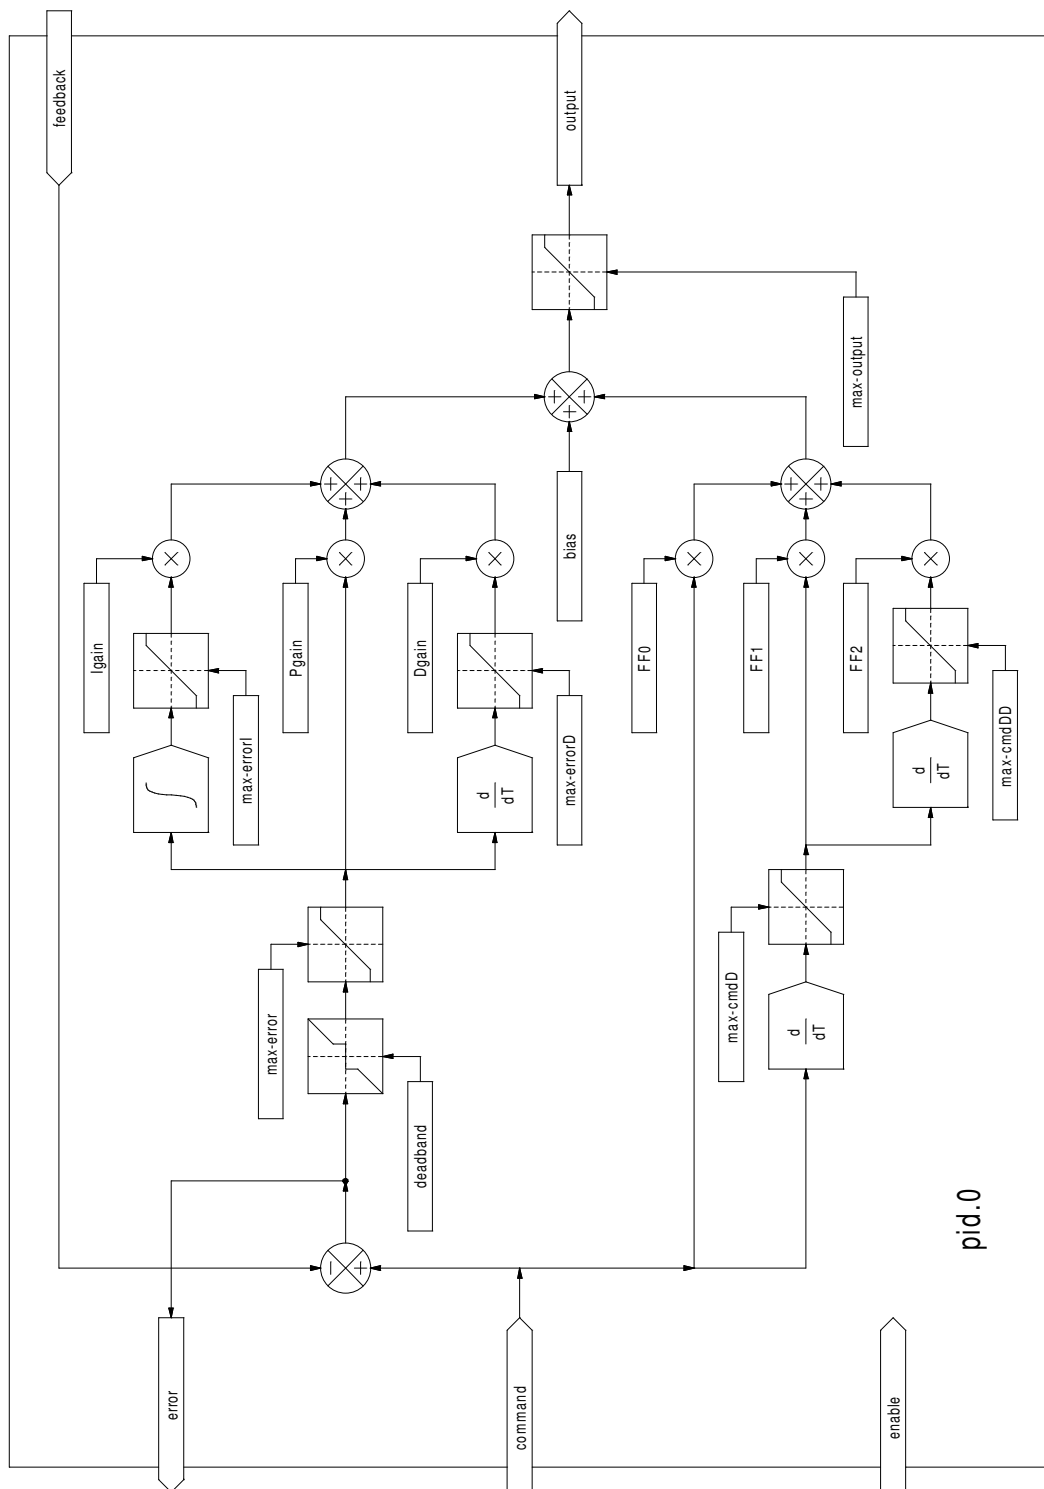 feedback
output
max-output
Igain
Pgain
Dgain
bias
FF0
FF1
FF2
max-errorI
max-errorD
max-cmdDD
d
dT
d
dT
max-error
max-cmdD
d
dT
deadband
pid.0
error
command
enable